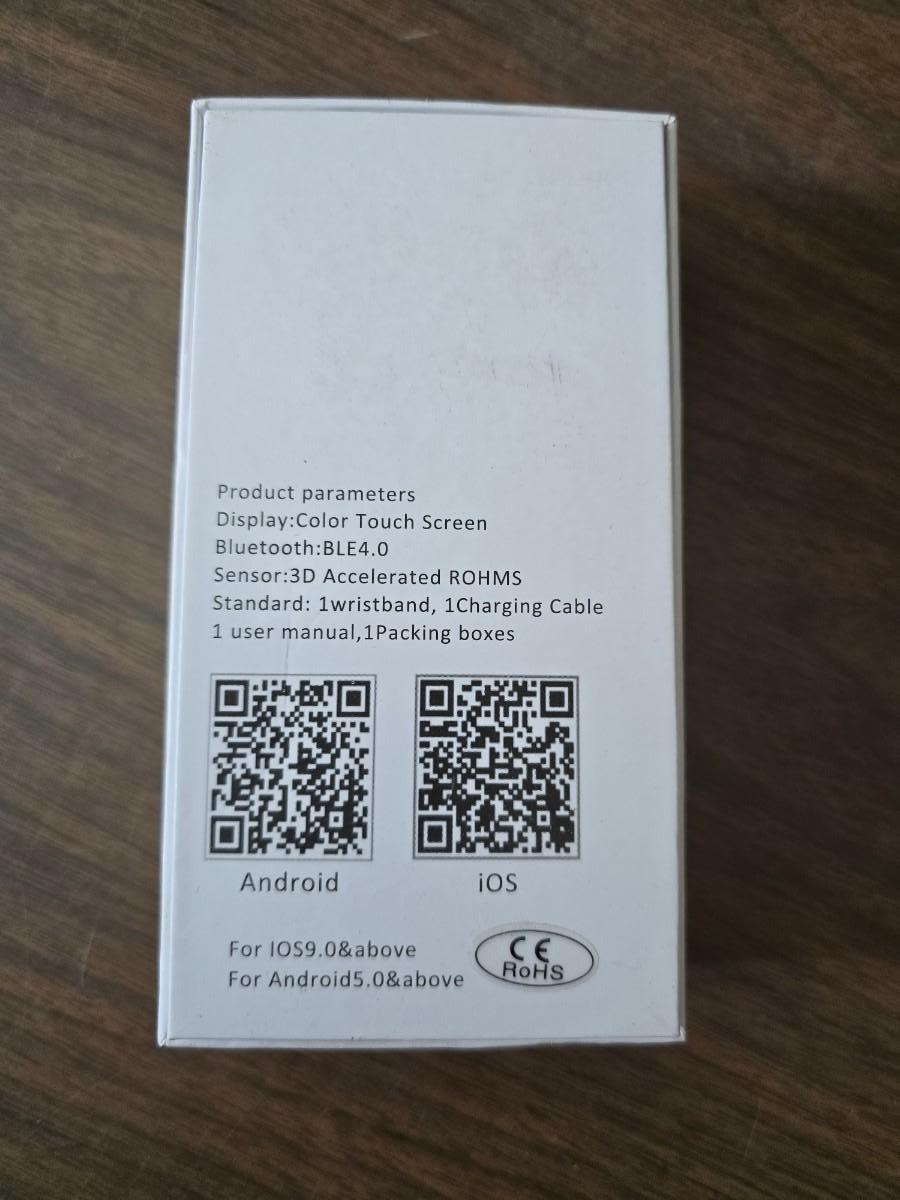 Product parameters
Display:Color Touch Screen
Bluetooth:BLE4.0
Sensor:3D Accelerated ROHMS
Standard: 1wristband, 1Charging Cable
1 user manual,1Packing boxes
Android
iOS
For IOS9.0&above
For Android5.0&above
CE
RoHS